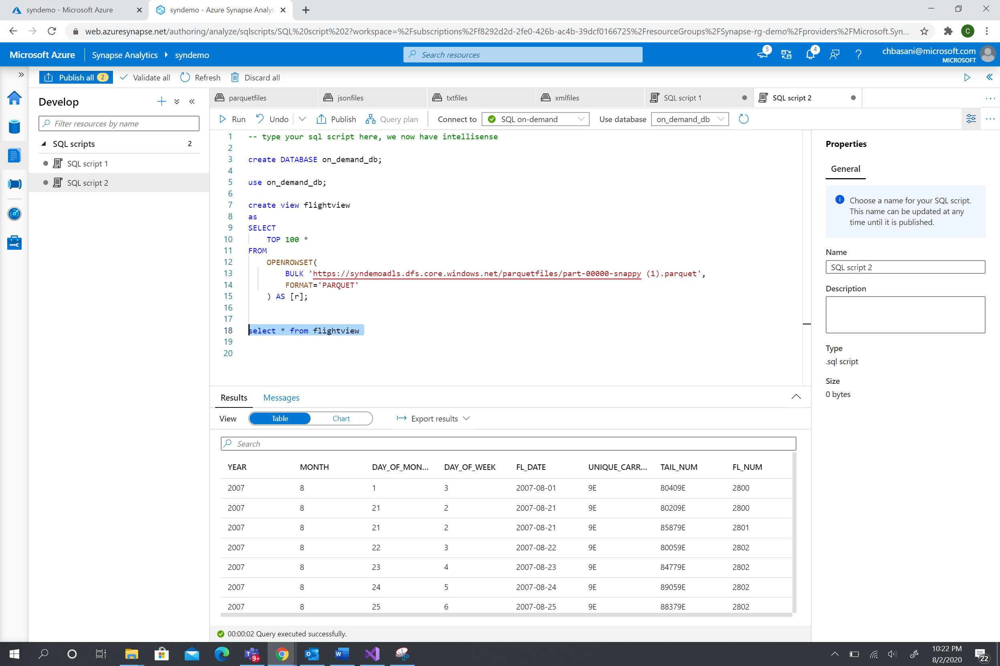 syndemo - Microsoft Azure
syndemo - Azure Synapse Analyt
web.azuresynapse.net/authoring/analyze/sqlscripts/SQL%20script%202?workspace=%2Fsubscriptions%2Ff8292d2d-2fe0-426b-ac4b-39dcf0166725%2FresourceGroups%2FSynapse-rg-demo%2Fproviders%2FMicrosoft.Syn...
C
Microsoft Azure
Synapse Analytics
syndemo
Search resources
5
4
chbasani@microsoft.com
MICROSOFT
Publish all 2
Validate all
Refresh
Discard all
Develop
Filter resources by name
SQL scripts 2
SQL script 1
SQL script 2
parquetfiles
jsonfiles
txtfiles
xmlfiles
SQL script 1
SQL script 2
Run
Undo
Publish
Query plan
Connect to
SQL on-demand
Use database
on_demand_db
1 -- type your sql script here, we now have intellisense
2
3 create DATABASE on_demand_db;
4
5 use on_demand_db;
6
7 create view flightview
8 as
9 SELECT
10 TOP 100 *
11 FROM
12 OPENROWSET(
13 BULK 'https://syndemoadls.dfs.core.windows.net/parquetfiles/part-00000-snappy (1).parquet',
14 FORMAT='PARQUET'
15 ) AS [r];
16
17
18 select * from flightview
19
20
Properties
General
Choose a name for your SQL script.
This name can be updated at any
time until it is published.
Name
SQL script 2
Description
Type
.sql script
Size
0 bytes
Results
Messages
View
Table
Chart
Export results
Search
YEAR MONTH DAY_OF_MON... DAY_OF_WEEK FL_DATE UNIQUE_CARR... TAIL_NUM FL_NUM
2007 8 1 3 2007-08-01 9E 80409E 2800
2007 8 21 2 2007-08-21 9E 80209E 2800
2007 8 21 2 2007-08-21 9E 85879E 2801
2007 8 22 3 2007-08-22 9E 80059E 2802
2007 8 23 4 2007-08-23 9E 84779E 2802
2007 8 24 5 2007-08-24 9E 89059E 2802
2007 8 25 6 2007-08-25 9E 88379E 2802
00:00:02 Query executed successfully.
T
9+
O
W
10:22 PM
8/2/2020
22